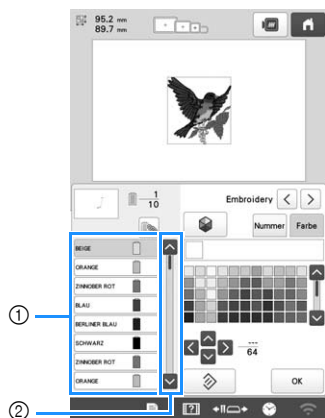 95.2 mm
89.7 mm
1
10
Embroidery
Nummer Farbe
BEIGE
ORANGE
ZINNOBER ROT
BLAU
BERLINER BLAU
SCHWARZ
ZINNOBER ROT
ORANGE
---
64
OK
①
②